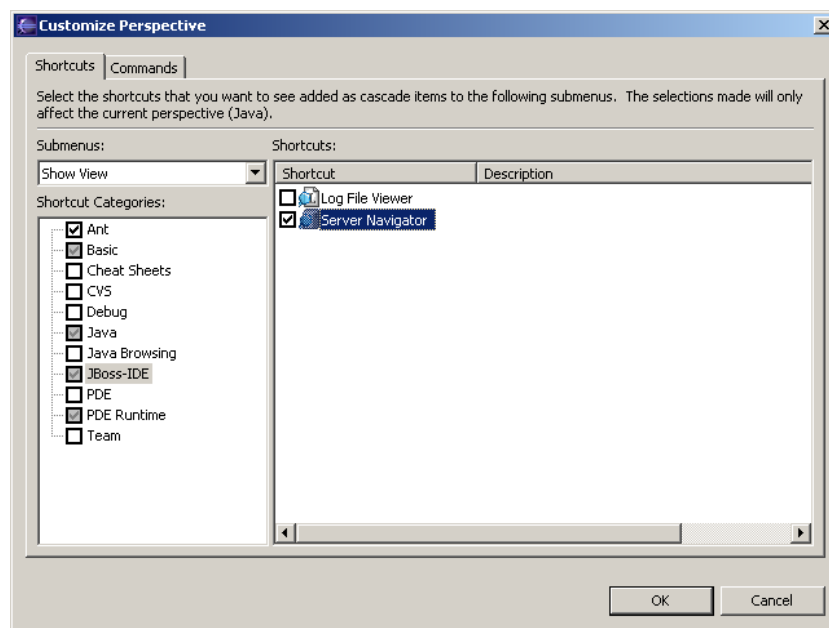 Customize Perspective
Shortcuts Commands
Select the shortcuts that you want to see added as cascade items to the following submenus. The selections made will only
affect the current perspective (Java).
Submenus: Shortcuts:
Show View Shortcut Description
Shortcut Categories:
Log File Viewer
Server Navigator
Ant
Basic
Cheat Sheets
CVS
Debug
Java
Java Browsing
JBoss-IDE
PDE
PDE Runtime
Team
OK Cancel